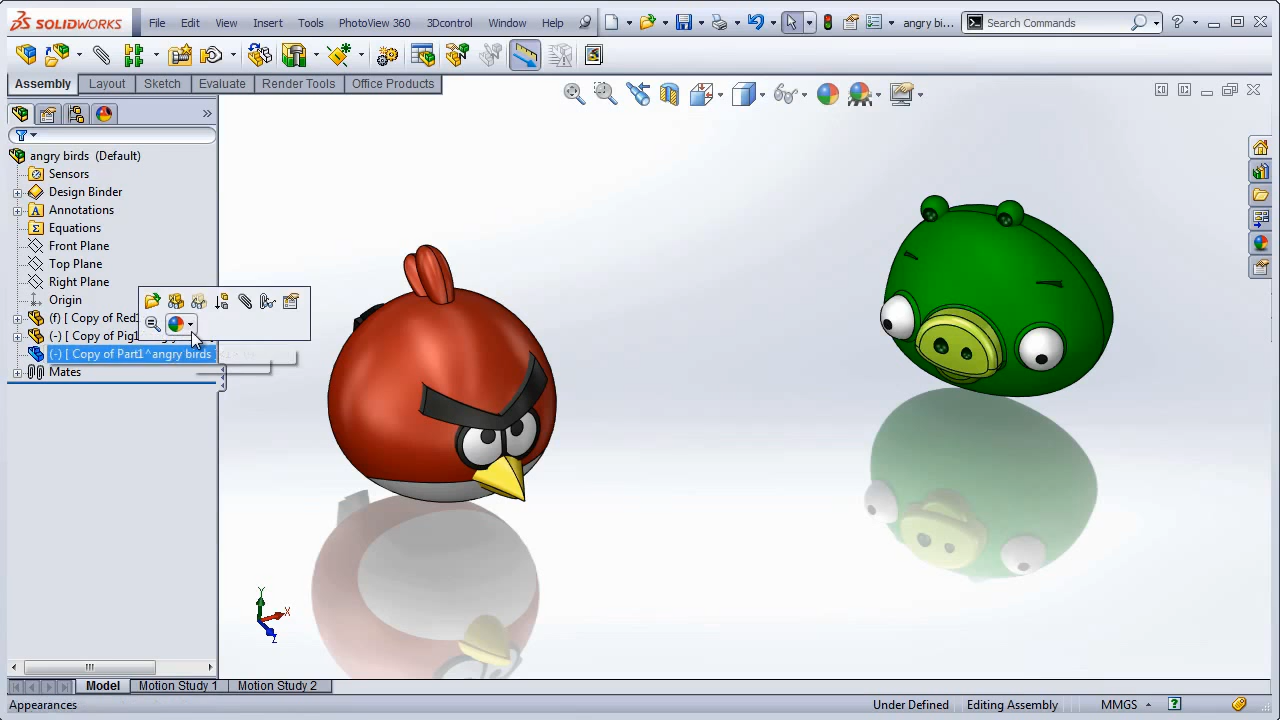 SOLIDWORKS File Edit View Insert Tools PhotoView 360 3Dcontrol Window Help angry bi... Search Commands
Assembly Layout Sketch Evaluate Render Tools Office Products
angry birds (Default)
Sensors
Design Binder
Annotations
Equations
Front Plane
Top Plane
Right Plane
Origin
(f) [ Copy of Red
(-) [ Copy of Pig1
(-) [ Copy of Part1^angry birds ]
Mates
Y
X
Z
Model Motion Study 1 Motion Study 2
Appearances Under Defined Editing Assembly MMGS